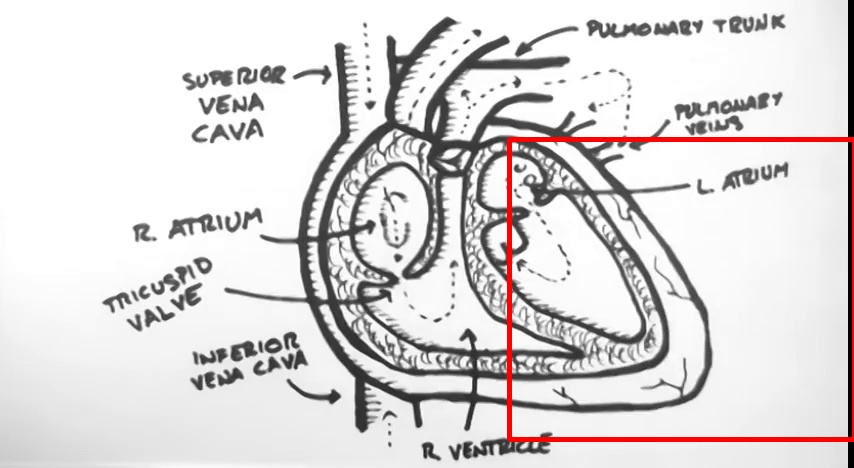 PULMONARY TRUNK
SUPERIOR
VENA
CAVA
PULMONARY
VEINS
L. ATRIUM
R. ATRIUM
TRICUSPID
VALVE
INFERIOR
VENA CAVA
R. VENTRICLE